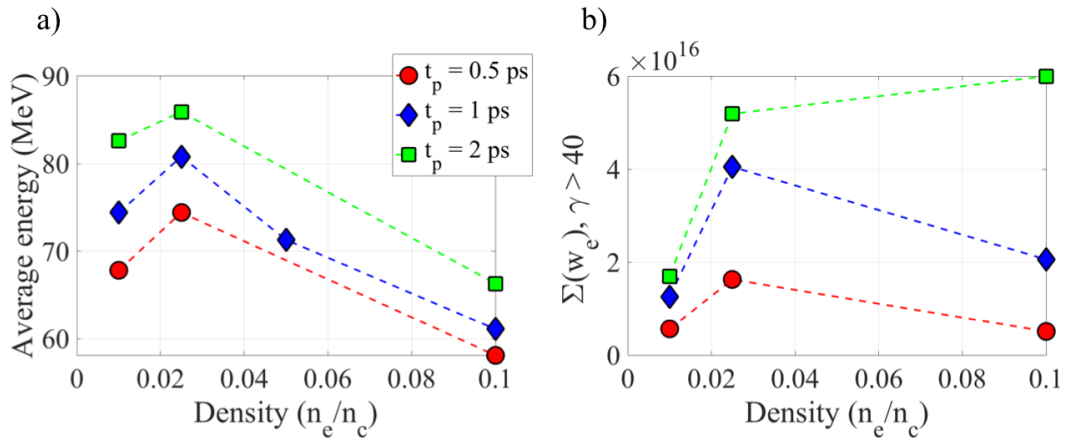 a)
Average energy (MeV)
90
80
70
60
0 0.02 0.04 0.06 0.08 0.1
Density (n_e/n_c)
t_p = 0.5 ps
t_p = 1 ps
t_p = 2 ps
b)
×10^16
Σ(w_e), γ > 40
6
4
2
0
0 0.02 0.04 0.06 0.08 0.1
Density (n_e/n_c)